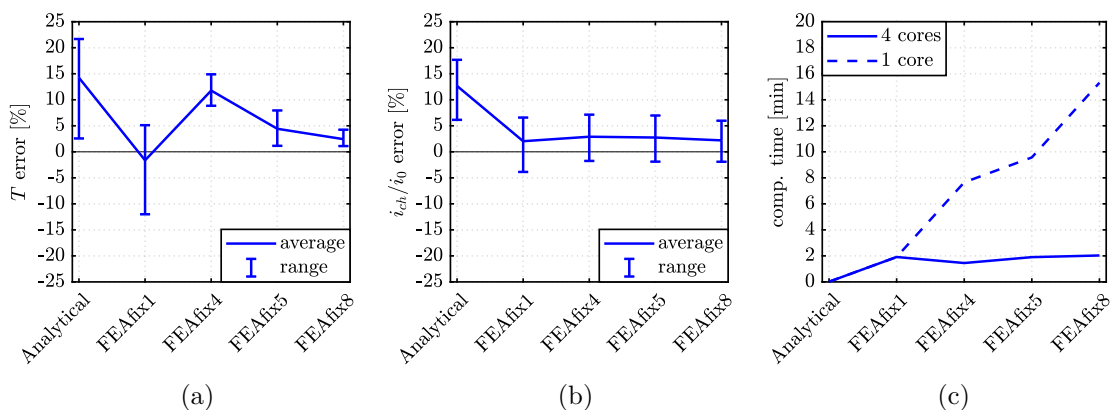 25
20
15
10
5
0
-5
-10
-15
-20
-25
T error [%]
average
range
Analytical
FEAfix1
FEAfix4
FEAfix5
FEAfix8
(a)
25
20
15
10
5
0
-5
-10
-15
-20
-25
i_ch/i_0 error [%]
average
range
Analytical
FEAfix1
FEAfix4
FEAfix5
FEAfix8
(b)
20
18
16
14
12
10
8
6
4
2
0
comp. time [min]
4 cores
1 core
Analytical
FEAfix1
FEAfix4
FEAfix5
FEAfix8
(c)